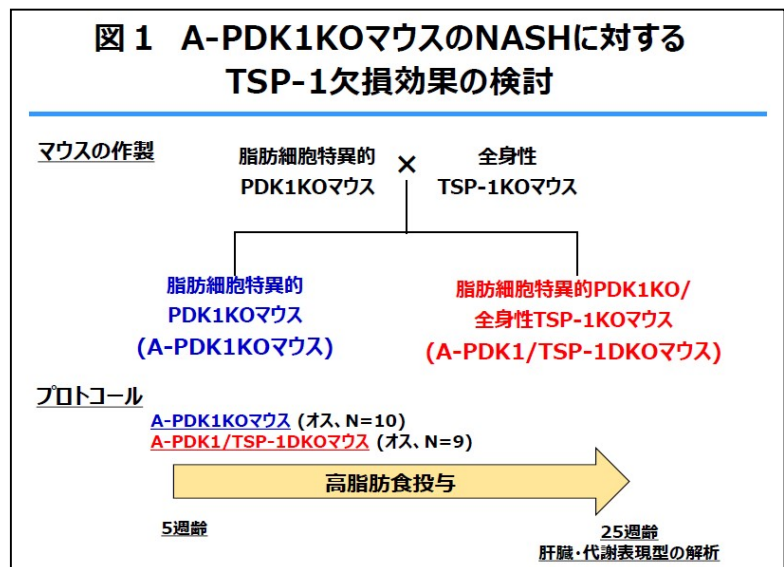 図１ A-PDK1KOマウスのNASHに対する
TSP-1欠損効果の検討
マウスの作製
脂肪細胞特異的
PDK1KOマウス
×
全身性
TSP-1KOマウス
脂肪細胞特異的
PDK1KOマウス
(A-PDK1KOマウス)
脂肪細胞特異的PDK1KO/
全身性TSP-1KOマウス
(A-PDK1/TSP-1DKOマウス)
プロトコール
A-PDK1KOマウス (オス、N=10)
A-PDK1/TSP-1DKOマウス (オス、N=9)
高脂肪食投与
5週齢
25週齢
肝臓・代謝表現型の解析